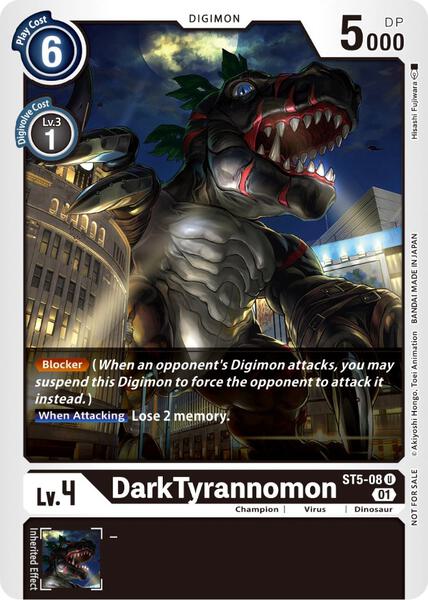 Play Cost
6
DIGIMON
5000
DP
Digivolve Cost
Lv.3
1
Hisashi Fujiwara
©Akiyoshi Hongo, Toei Animation BANDAI MADE IN JAPAN
NOT FOR SALE
Blocker (When an opponent's Digimon attacks, you may
suspend this Digimon to force the opponent to attack it
instead.)
When Attacking Lose 2 memory.
Lv.4
DarkTyrannomon
ST5-08 U
01
Champion | Virus | Dinosaur
Inherited Effect
–